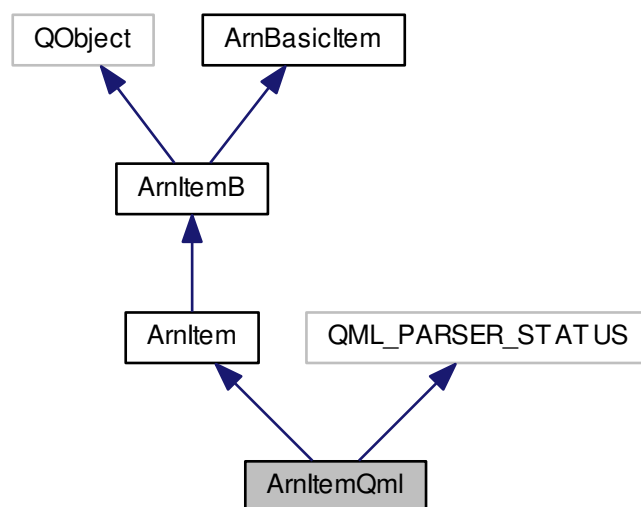 QObject
ArnBasicItem
ArnItemB
ArnItem
QML_PARSER_STATUS
ArnItemQml